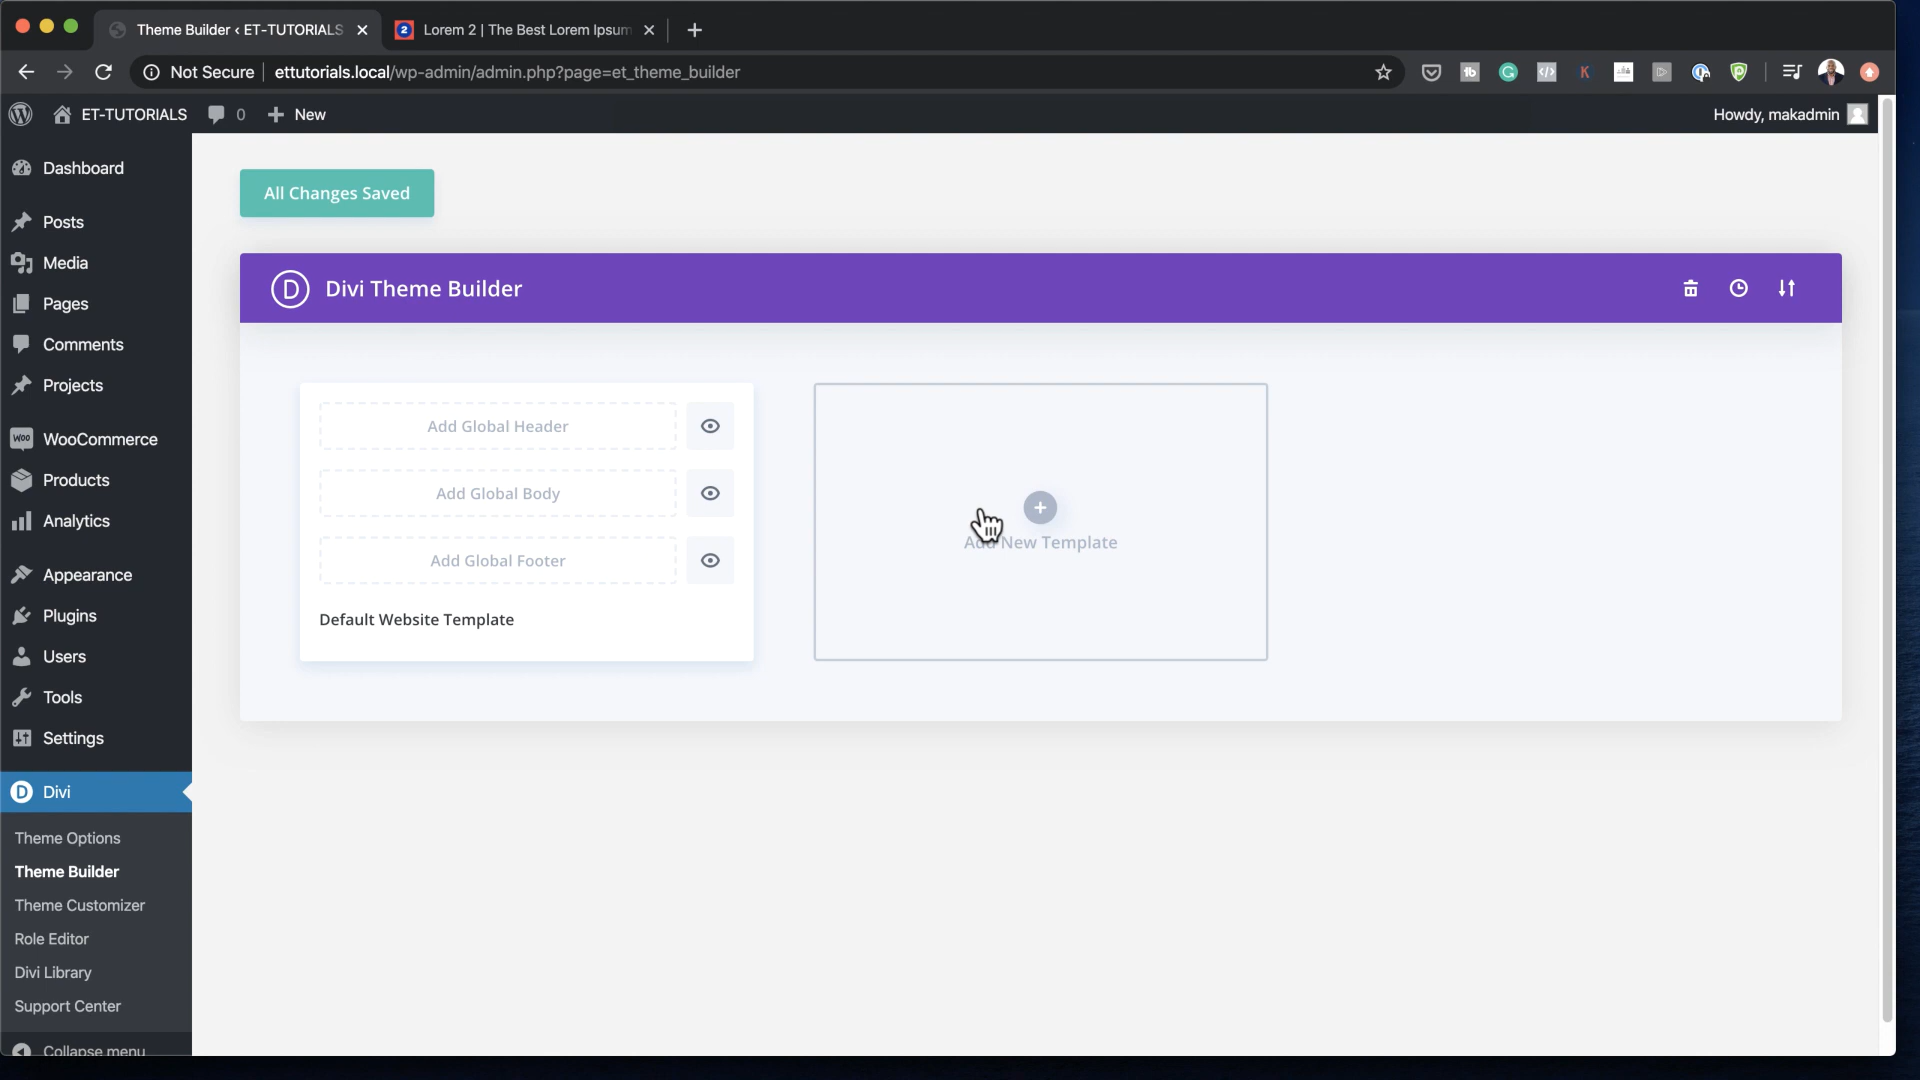 Theme Builder ‹ ET-TUTORIALS
Lorem 2 | The Best Lorem Ipsum
Not Secure
ettutorials.local/wp-admin/admin.php?page=et_theme_builder
ET-TUTORIALS
0
New
Howdy, makadmin
Dashboard
Posts
Media
Pages
Comments
Projects
WooCommerce
Products
Analytics
Appearance
Plugins
Users
Tools
Settings
Divi
Theme Options
Theme Builder
Theme Customizer
Role Editor
Divi Library
Support Center
Collapse menu
All Changes Saved
D
Divi Theme Builder
Add Global Header
Add Global Body
Add Global Footer
Default Website Template
Add New Template